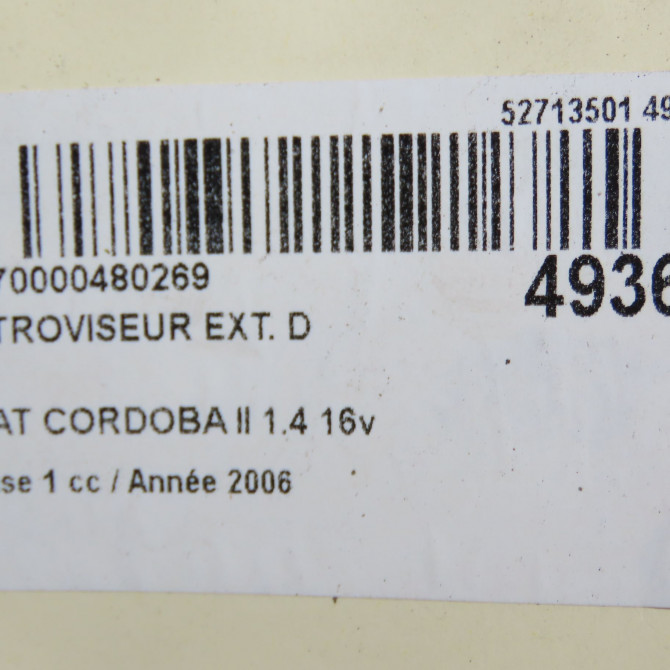 52713501 49
70000480269
4936
TROVISEUR EXT. D
AT CORDOBA II 1.4 16v
se 1 cc / Année 2006